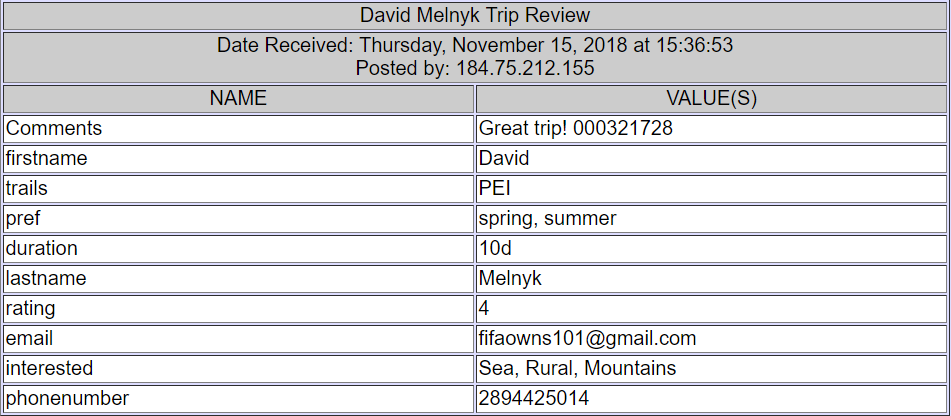 David Melnyk Trip Review
Date Received: Thursday, November 15, 2018 at 15:36:53
Posted by: 184.75.212.155
NAME VALUE(S)
Comments Great trip! 000321728
firstname David
trails PEI
pref spring, summer
duration 10d
lastname Melnyk
rating 4
email fifaowns101@gmail.com
interested Sea, Rural, Mountains
phonenumber 2894425014